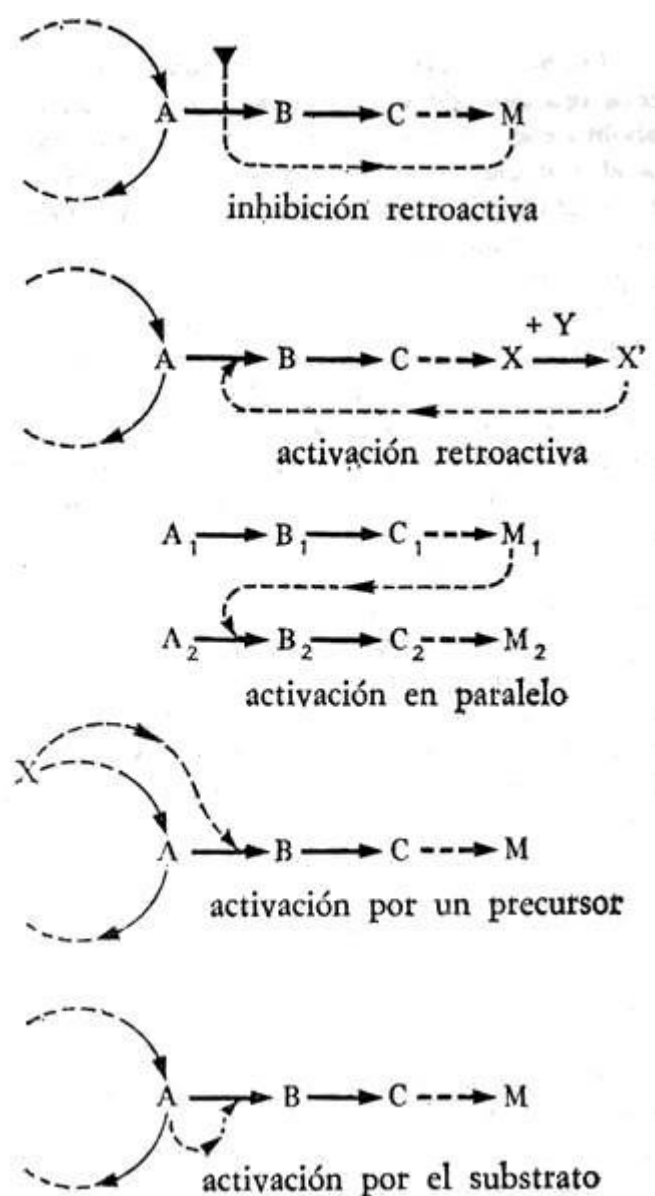 A B C M
inhibición retroactiva
+ Y
A B C X X'
activación retroactiva
A₁ B₁ C₁ M₁
A₂ B₂ C₂ M₂
activación en paralelo
X
A B C M
activación por un precursor
A B C M
activación por el substrato